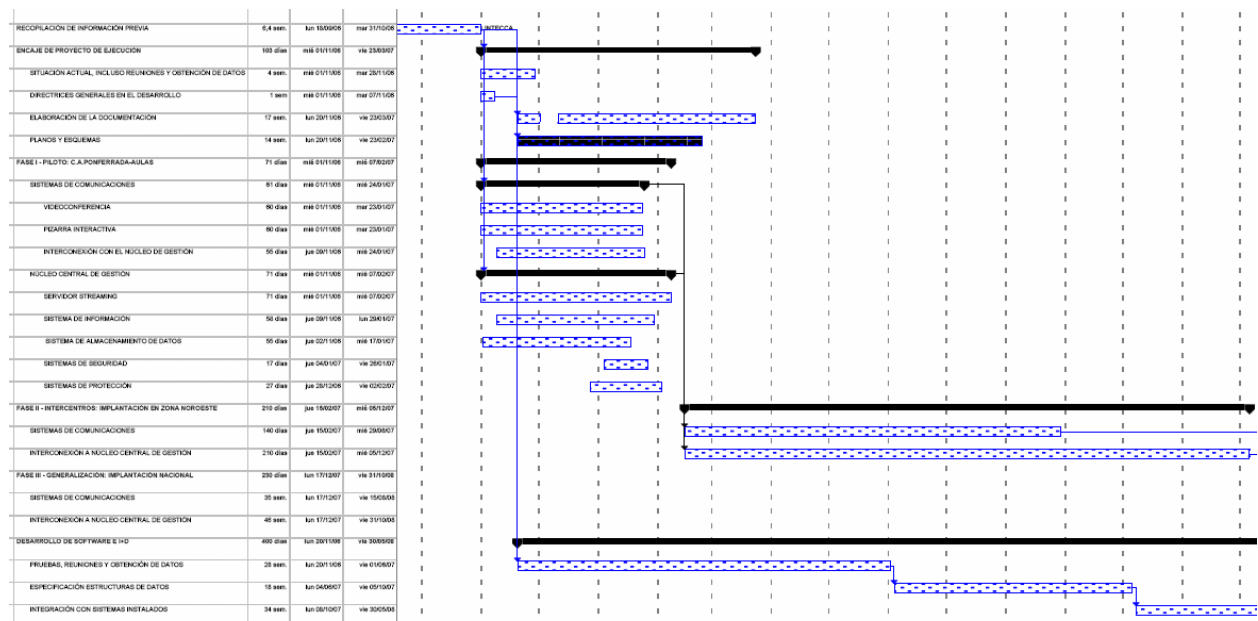 RECOPILACIÓN DE INFORMACIÓN PREVIA 6,4 sem. lun 18/09/06 mar 31/10/06 INTECCA
ENCAJE DE PROYECTO DE EJECUCIÓN 103 días mié 01/11/06 vie 23/03/07
SITUACIÓN ACTUAL, INCLUSO REUNIONES Y OBTENCIÓN DE DATOS 4 sem. mié 01/11/06 mar 28/11/06
DIRECTRICES GENERALES EN EL DESARROLLO 1 sem mié 01/11/06 mar 07/11/06
ELABORACIÓN DE LA DOCUMENTACIÓN 17 sem. lun 20/11/06 vie 23/03/07
PLANOS Y ESQUEMAS 14 sem. lun 20/11/06 vie 23/02/07
FASE I - PILOTO: C.A.PONFERRADA-AULAS 71 días mié 01/11/06 mié 07/02/07
SISTEMAS DE COMUNICACIONES 61 días mié 01/11/06 mié 24/01/07
VIDEOCONFERENCIA 60 días mié 01/11/06 mar 23/01/07
PIZARRA INTERACTIVA 60 días mié 01/11/06 mar 23/01/07
INTERCONEXIÓN CON EL NÚCLEO DE GESTIÓN 55 días jue 09/11/06 mié 24/01/07
NÚCLEO CENTRAL DE GESTIÓN 71 días mié 01/11/06 mié 07/02/07
SERVIDOR STREAMING 71 días mié 01/11/06 mié 07/02/07
SISTEMA DE INFORMACIÓN 58 días jue 09/11/06 lun 29/01/07
SISTEMA DE ALMACENAMIENTO DE DATOS 55 días jue 02/11/06 mié 17/01/07
SISTEMAS DE SEGURIDAD 17 días jue 04/01/07 vie 26/01/07
SISTEMAS DE PROTECCIÓN 27 días jue 28/12/06 vie 02/02/07
FASE II - INTERCENTROS: IMPLANTACIÓN EN ZONA NOROESTE 210 días jue 15/02/07 mié 05/12/07
SISTEMAS DE COMUNICACIONES 140 días jue 15/02/07 mié 29/08/07
INTERCONEXIÓN A NÚCLEO CENTRAL DE GESTIÓN 210 días jue 15/02/07 mié 05/12/07
FASE III - GENERALIZACIÓN: IMPLANTACIÓN NACIONAL 230 días lun 17/12/07 vie 31/10/08
SISTEMAS DE COMUNICACIONES 35 sem. lun 17/12/07 vie 15/08/08
INTERCONEXIÓN A NÚCLEO CENTRAL DE GESTIÓN 46 sem. lun 17/12/07 vie 31/10/08
DESARROLLO DE SOFTWARE E I+D 400 días lun 20/11/06 vie 30/05/08
PRUEBAS, REUNIONES Y OBTENCIÓN DE DATOS 28 sem. lun 20/11/06 vie 01/06/07
ESPECIFICACIÓN ESTRUCTURAS DE DATOS 18 sem. lun 04/06/07 vie 05/10/07
INTEGRACIÓN CON SISTEMAS INSTALADOS 34 sem. lun 08/10/07 vie 30/05/08